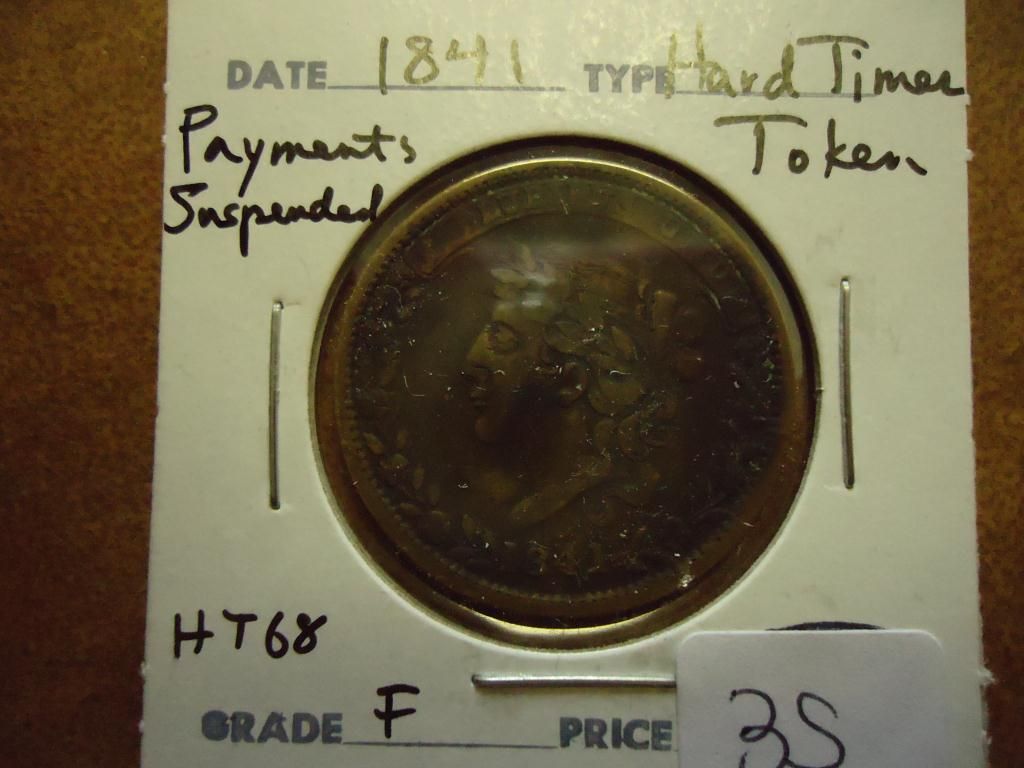 DATE 1841 TYPE Hard Times
Token
Payments
Suspended
HT68
GRADE F PRICE 35